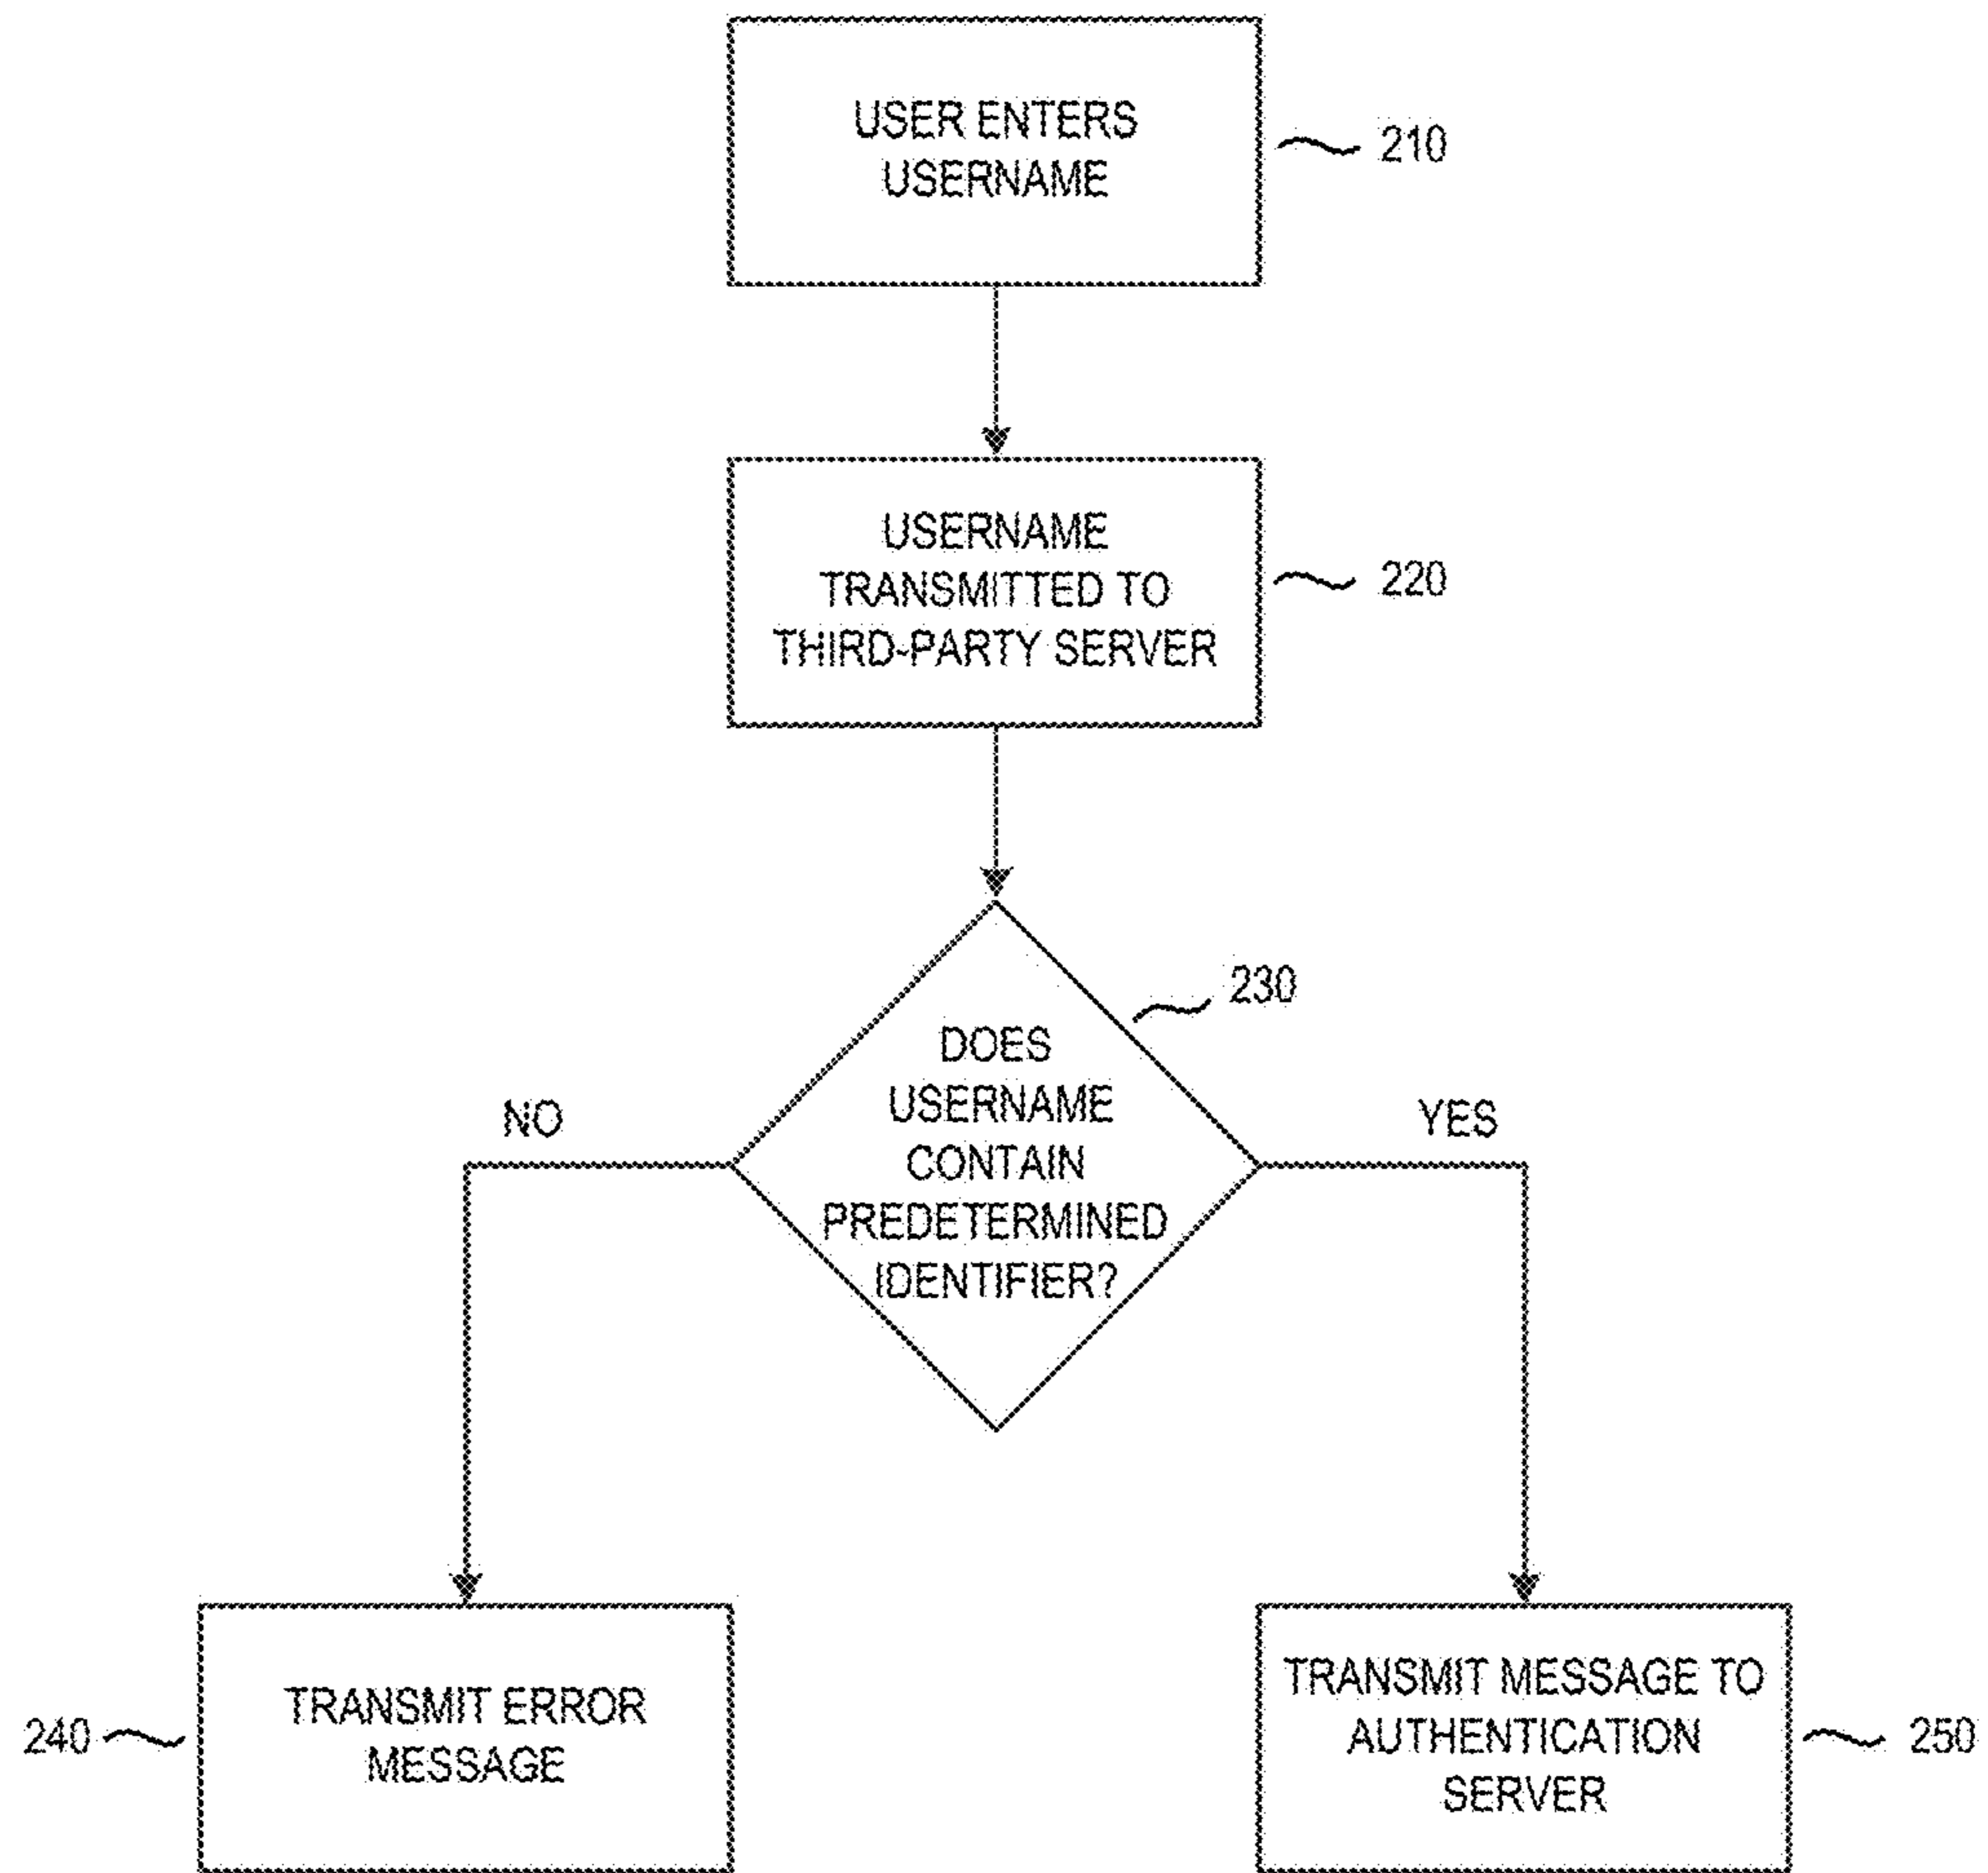 USER ENTERS
USERNAME
210
USERNAME
TRANSMITTED TO
THIRD-PARTY SERVER
220
230
DOES
USERNAME
CONTAIN
PREDETERMINED
IDENTIFIER?
NO
YES
240
TRANSMIT ERROR
MESSAGE
TRANSMIT MESSAGE TO
AUTHENTICATION
SERVER
250